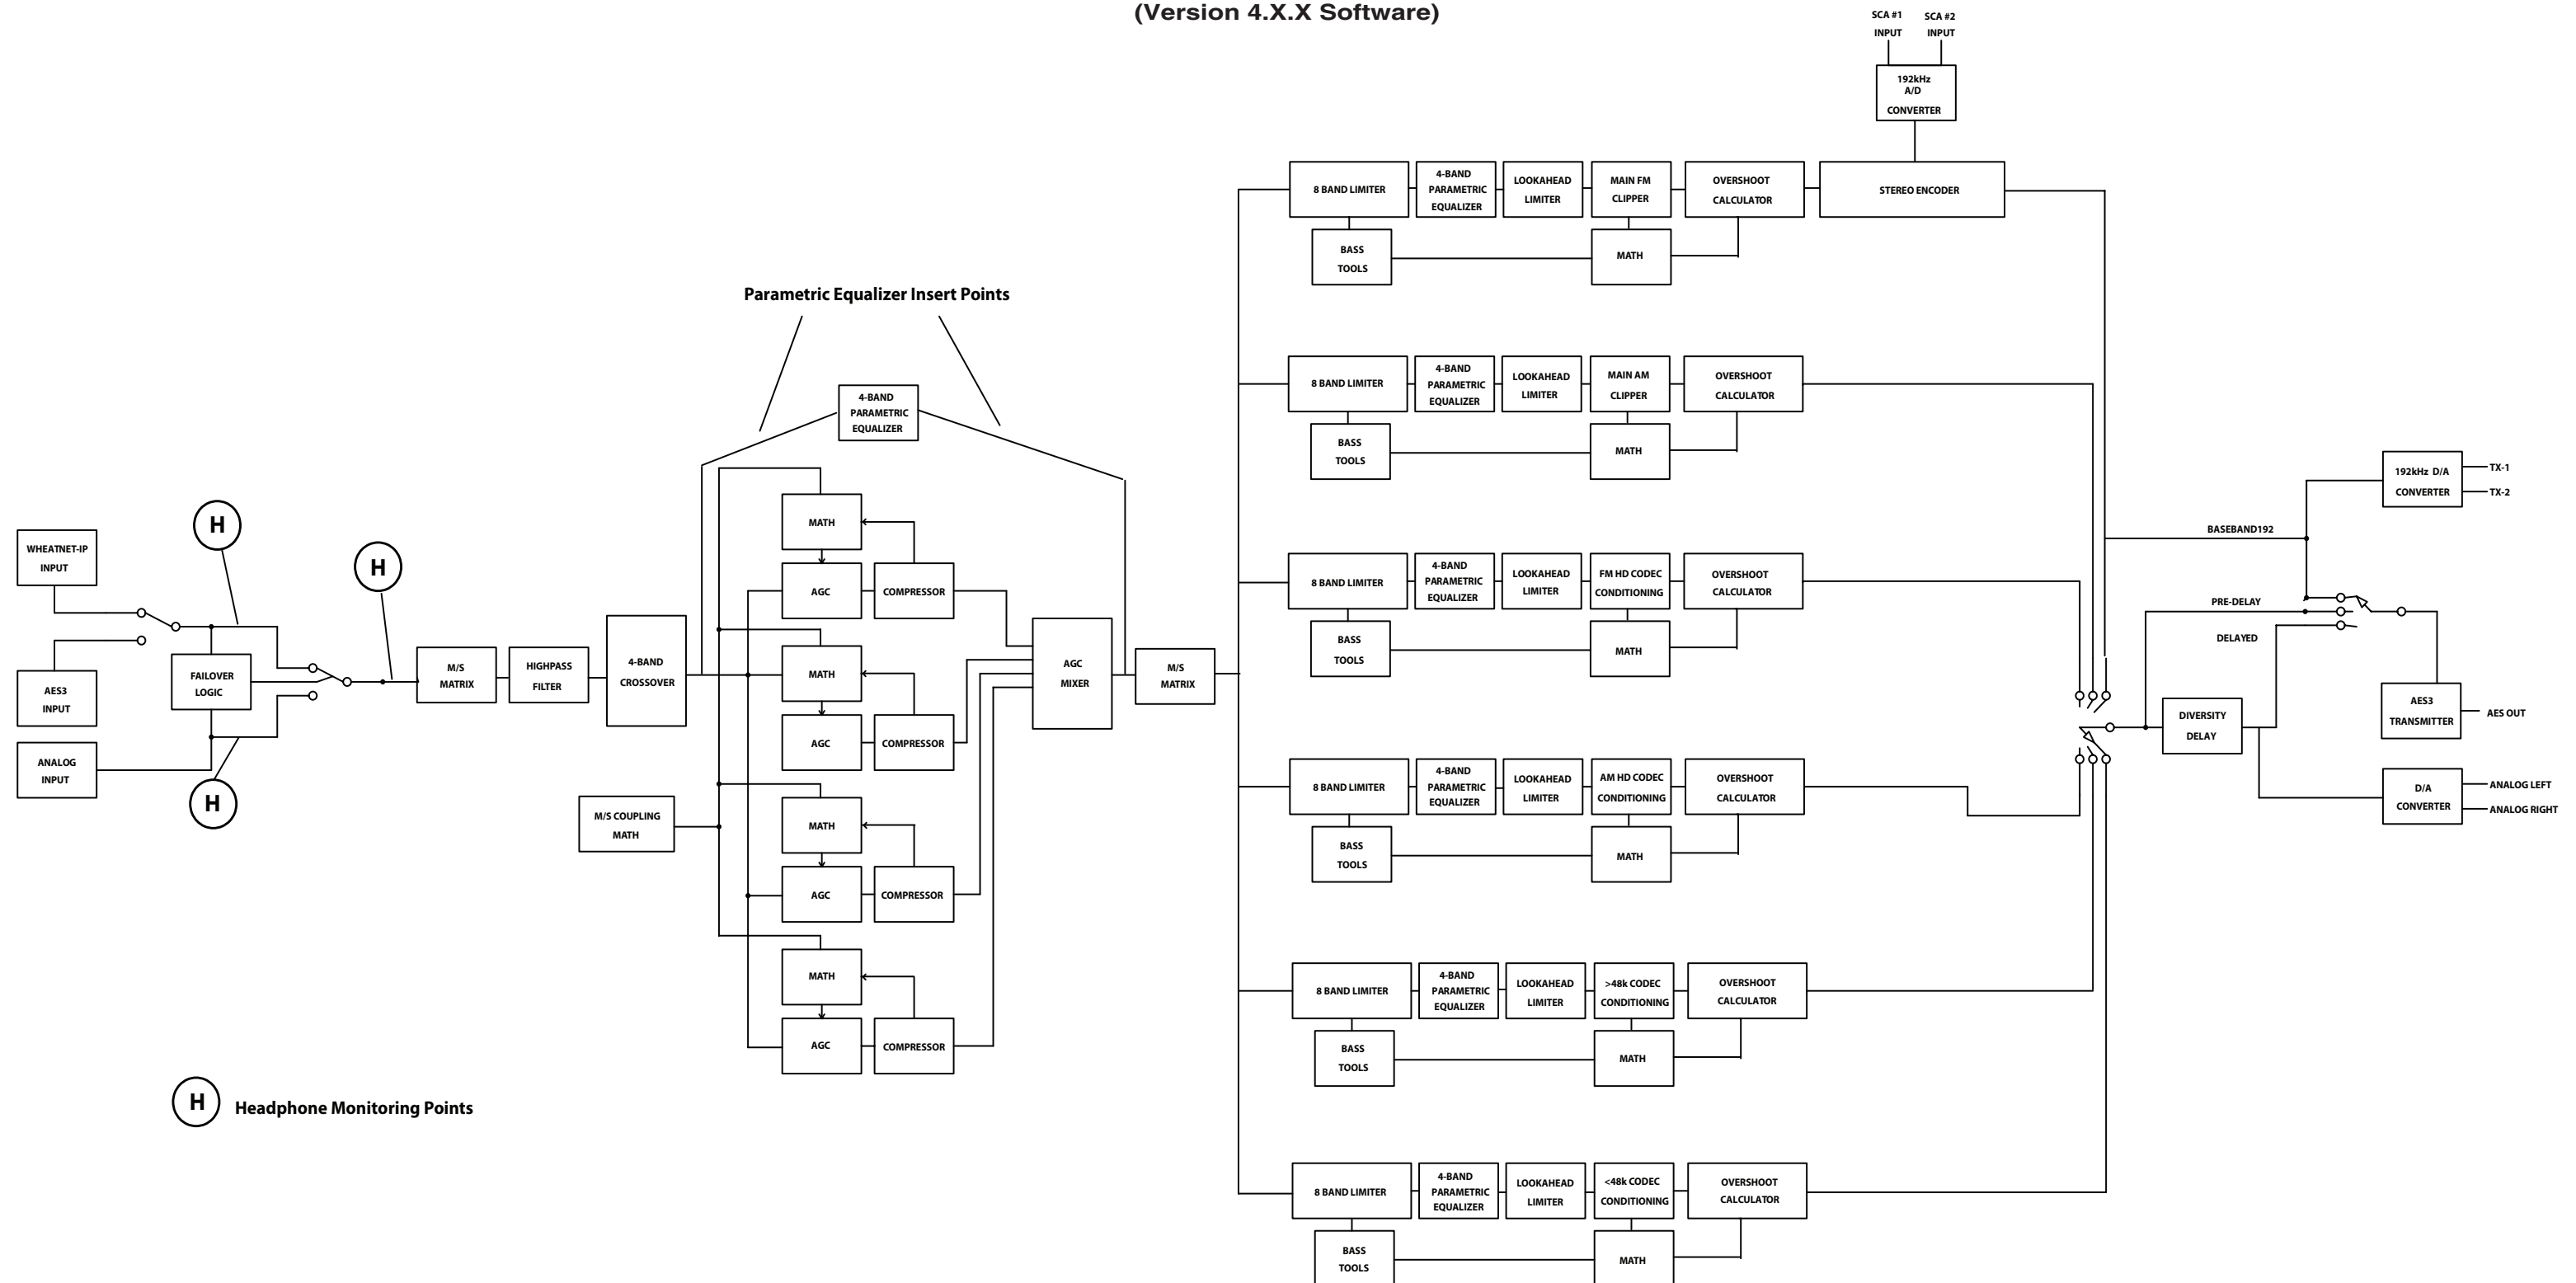 (Version 4.X.X Software)
SCA #1
INPUT
SCA #2
INPUT
192kHz
A/D
CONVERTER
8 BAND LIMITER
4-BAND
PARAMETRIC
EQUALIZER
LOOKAHEAD
LIMITER
MAIN FM
CLIPPER
OVERSHOOT
CALCULATOR
STEREO ENCODER
BASS
TOOLS
MATH
Parametric Equalizer Insert Points
4-BAND
PARAMETRIC
EQUALIZER
8 BAND LIMITER
4-BAND
PARAMETRIC
EQUALIZER
LOOKAHEAD
LIMITER
MAIN AM
CLIPPER
OVERSHOOT
CALCULATOR
BASS
TOOLS
MATH
WHEATNET-IP
INPUT
AES3
INPUT
ANALOG
INPUT
H
H
H
FAILOVER
LOGIC
M/S
MATRIX
HIGHPASS
FILTER
4-BAND
CROSSOVER
M/S COUPLING
MATH
MATH
AGC
COMPRESSOR
MATH
AGC
COMPRESSOR
MATH
AGC
COMPRESSOR
MATH
AGC
COMPRESSOR
AGC
MIXER
M/S
MATRIX
8 BAND LIMITER
4-BAND
PARAMETRIC
EQUALIZER
LOOKAHEAD
LIMITER
FM HD CODEC
CONDITIONING
OVERSHOOT
CALCULATOR
BASS
TOOLS
MATH
8 BAND LIMITER
4-BAND
PARAMETRIC
EQUALIZER
LOOKAHEAD
LIMITER
AM HD CODEC
CONDITIONING
OVERSHOOT
CALCULATOR
BASS
TOOLS
MATH
8 BAND LIMITER
4-BAND
PARAMETRIC
EQUALIZER
LOOKAHEAD
LIMITER
>48k CODEC
CONDITIONING
OVERSHOOT
CALCULATOR
BASS
TOOLS
MATH
8 BAND LIMITER
4-BAND
PARAMETRIC
EQUALIZER
LOOKAHEAD
LIMITER
<48k CODEC
CONDITIONING
OVERSHOOT
CALCULATOR
BASS
TOOLS
MATH
192kHz D/A
CONVERTER
TX-1
TX-2
BASEBAND192
PRE-DELAY
DELAYED
DIVERSITY
DELAY
AES3
TRANSMITTER
AES OUT
D/A
CONVERTER
ANALOG LEFT
ANALOG RIGHT
H
Headphone Monitoring Points